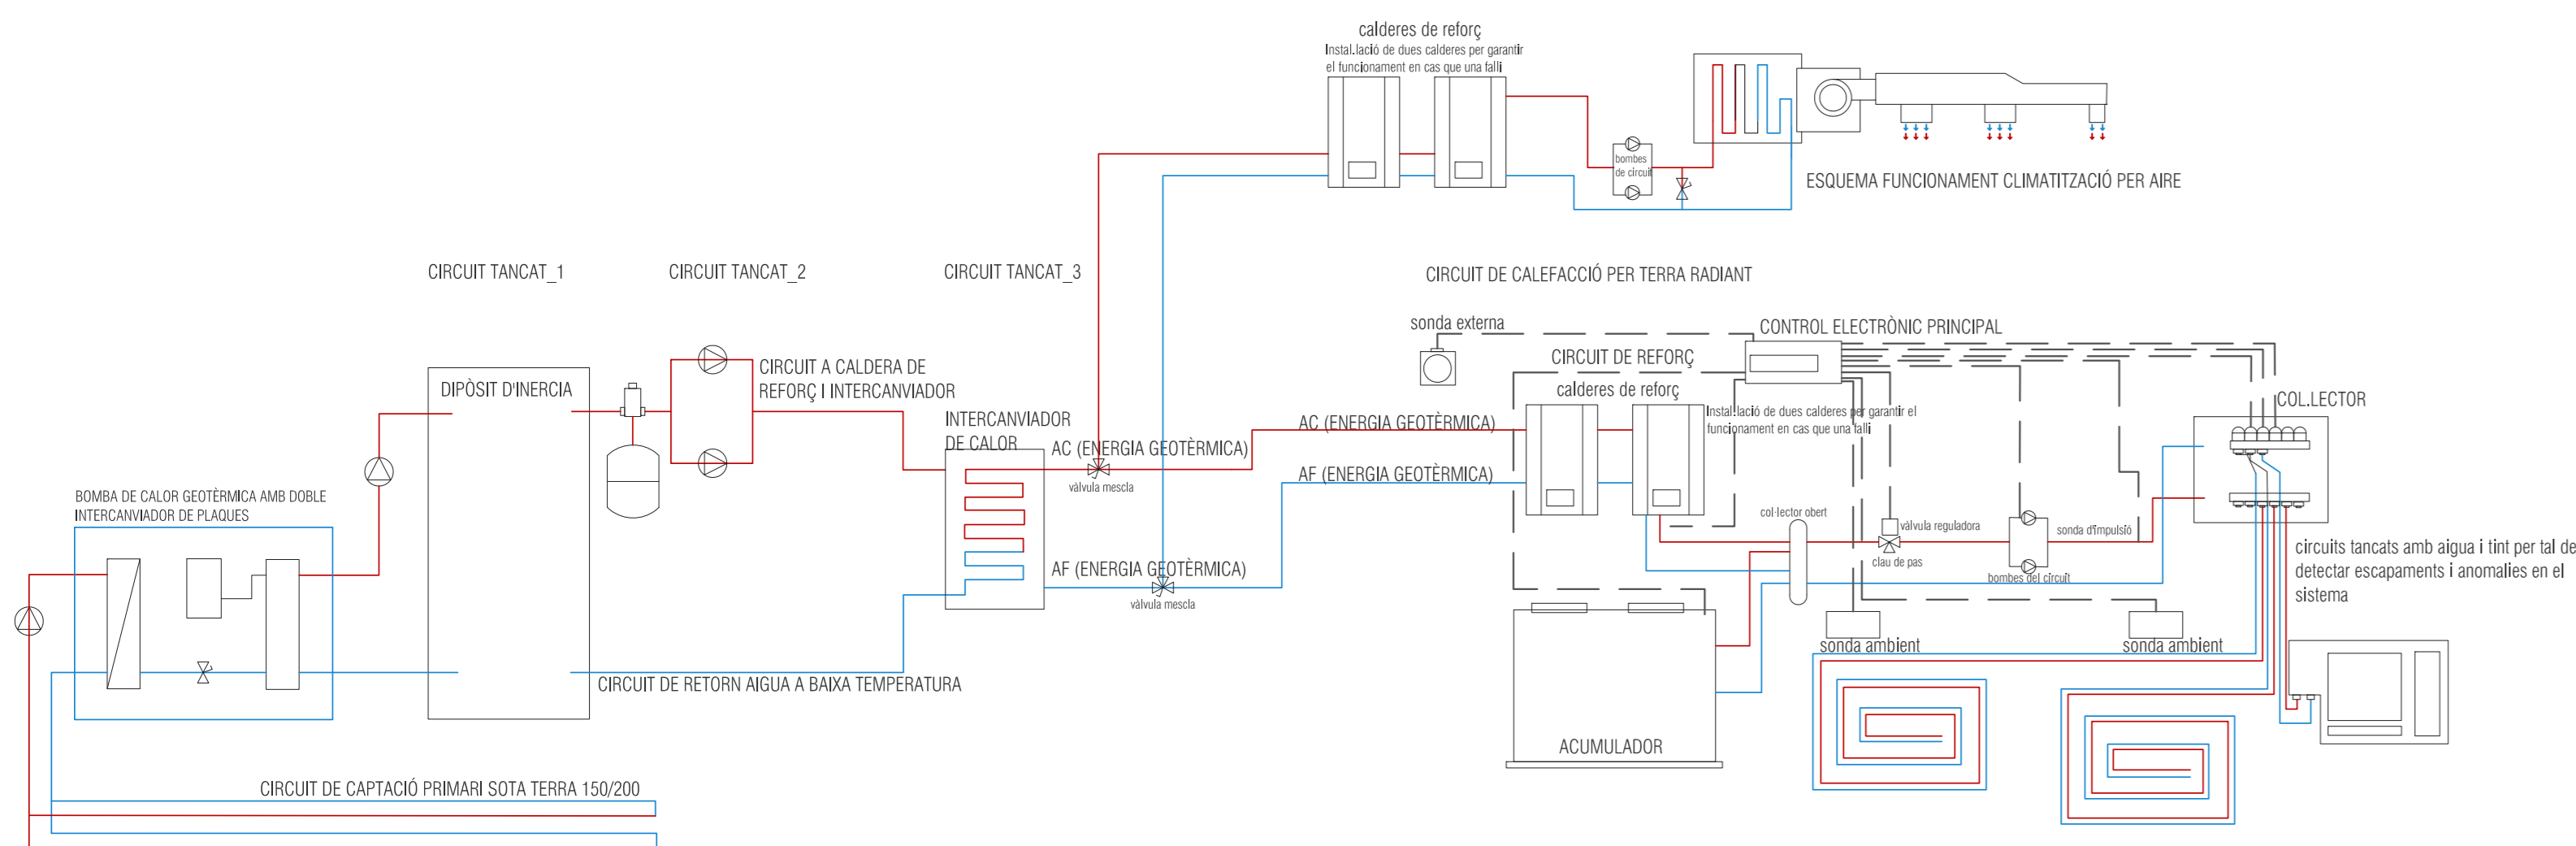 calderes de reforç
Instal.lació de dues calderes per garantir
el funcionament en cas que una falli
bombes
de circuit
ESQUEMA FUNCIONAMENT CLIMATITZACIÓ PER AIRE
CIRCUIT TANCAT_1
CIRCUIT TANCAT_2
CIRCUIT TANCAT_3
CIRCUIT DE CALEFACCIÓ PER TERRA RADIANT
sonda externa
CONTROL ELECTRÒNIC PRINCIPAL
CIRCUIT DE REFORÇ
calderes de reforç
Instal.lació de dues calderes per garantir el
funcionament en cas que una falli
COL.LECTOR
DIPÒSIT D'INERCIA
CIRCUIT A CALDERA DE
REFORÇ I INTERCANVIADOR
INTERCANVIADOR
DE CALOR
AC (ENERGIA GEOTÈRMICA)
AC (ENERGIA GEOTÈRMICA)
vàlvula mescla
AF (ENERGIA GEOTÈRMICA)
BOMBA DE CALOR GEOTÈRMICA AMB DOBLE
INTERCANVIADOR DE PLAQUES
col·lector obert
vàlvula reguladora
clau de pas
sonda d'impulsió
bombes del circuit
circuits tancats amb aigua i tint per tal de
detectar escapaments i anomalies en el
sistema
AF (ENERGIA GEOTÈRMICA)
vàlvula mescla
sonda ambient
sonda ambient
CIRCUIT DE RETORN AIGUA A BAIXA TEMPERATURA
ACUMULADOR
CIRCUIT DE CAPTACIÓ PRIMARI SOTA TERRA 150/200